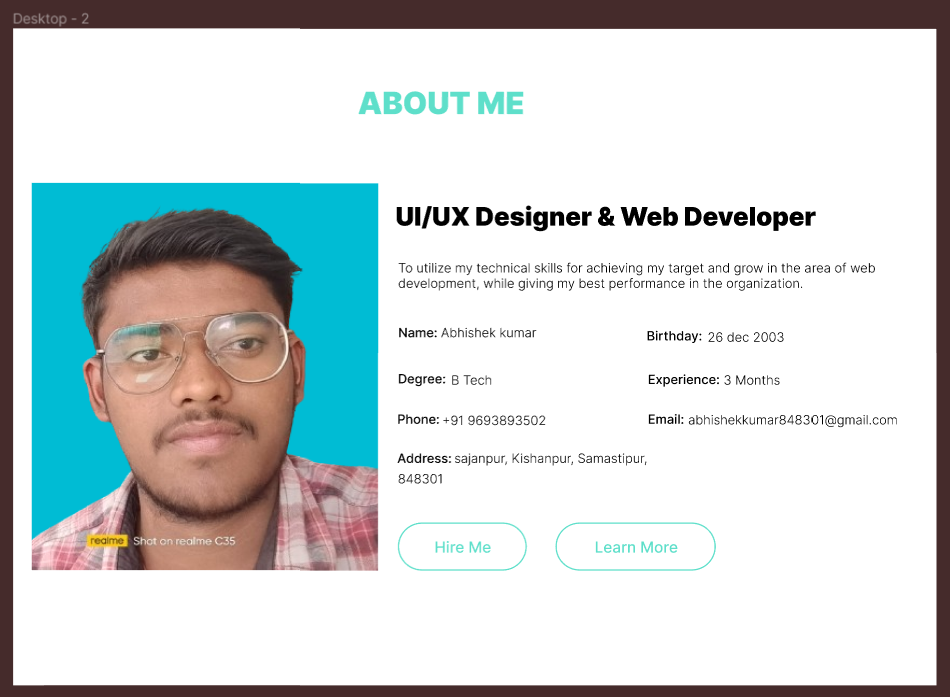 Desktop - 2
ABOUT ME
UI/UX Designer & Web Developer
To utilize my technical skills for achieving my target and grow in the area of web
development, while giving my best performance in the organization.
Name: Abhishek kumar
Birthday: 26 dec 2003
Degree: B Tech
Experience: 3 Months
Phone: +91 9693893502
Email: abhishekkumar848301@gmail.com
Address: sajanpur, Kishanpur, Samastipur,
848301
realme Shot on realme C35
Hire Me
Learn More